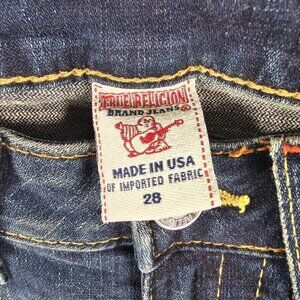 TRUE RELIGION
BRAND JEANS
MADE IN USA
OF IMPORTED FABRIC
28